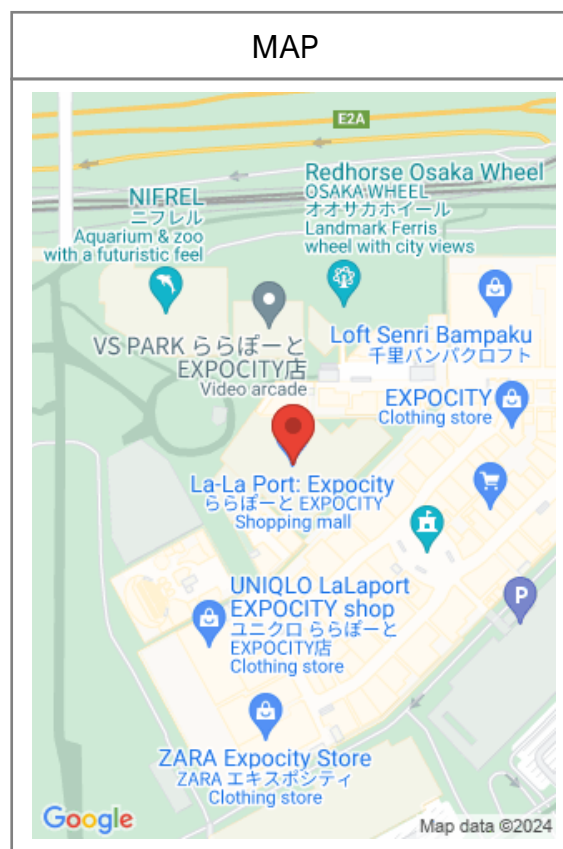 MAP
E2A
Redhorse Osaka Wheel
OSAKA WHEEL
オオサカホイール
Landmark Ferris
wheel with city views
NIFREL
ニフレル
Aquarium & zoo
with a futuristic feel
Loft Senri Bampaku
千里バンパクロフト
VS PARK ららぽーと
EXPOCITY店
Video arcade
EXPOCITY
Clothing store
La-La Port: Expocity
ららぽーと EXPOCITY
Shopping mall
UNIQLO LaLaport
EXPOCITY shop
ユニクロ ららぽーと
EXPOCITY店
Clothing store
P
ZARA Expocity Store
ZARA エキスポシティ
Clothing store
Google
Map data ©2024